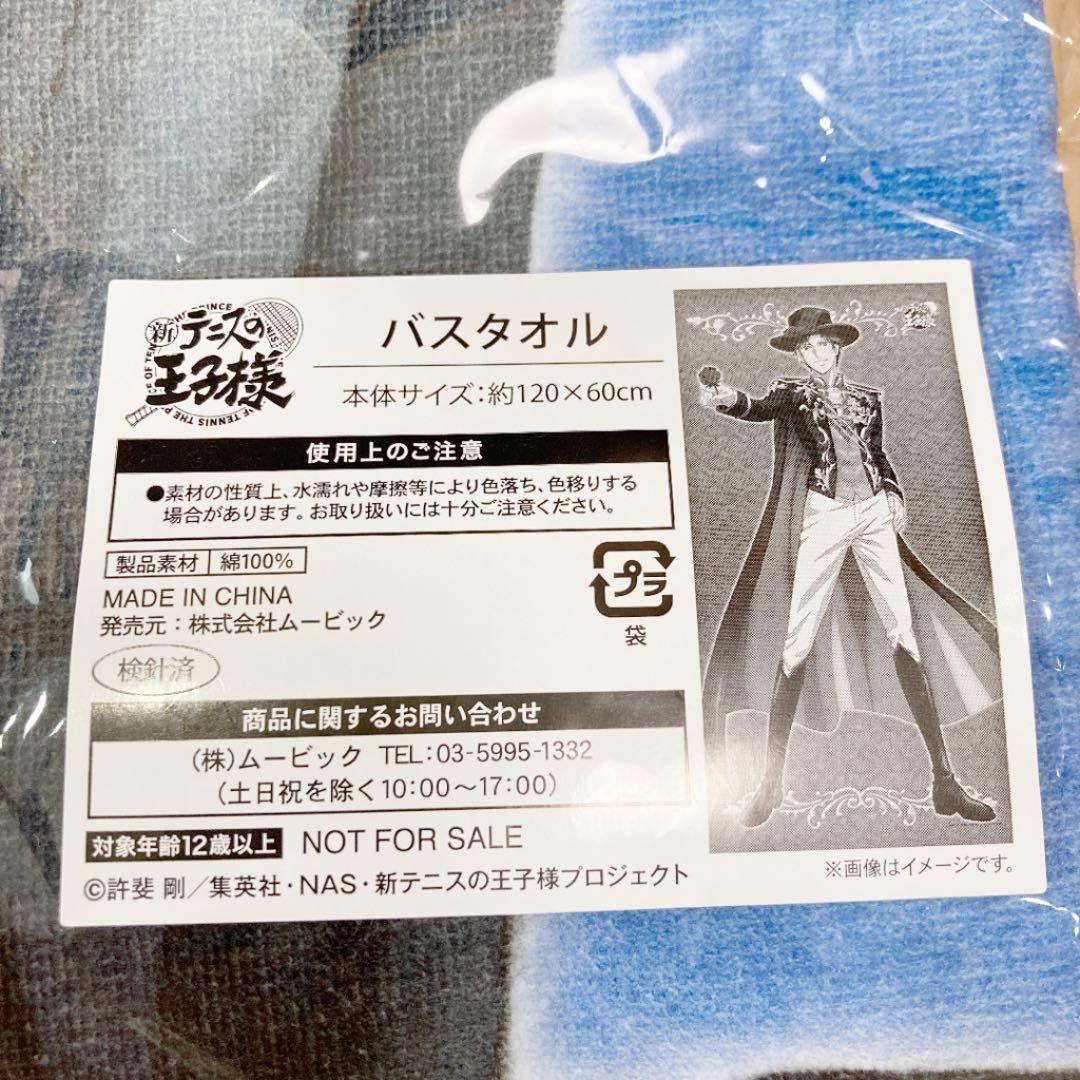 新テニスの
王子様
バスタオル
本体サイズ:約120×60cm
使用上のご注意
●素材の性質上、水濡れや摩擦等により色落ち、色移りする
場合があります。お取り扱いには十分ご注意ください。
製品素材 綿100%
MADE IN CHINA
発売元:株式会社ムービック
プラ
袋
検針済
商品に関するお問い合わせ
(株)ムービック TEL:03-5995-1332
(土日祝を除く10:00~17:00)
対象年齢12歳以上 NOT FOR SALE
©許斐 剛/集英社・NAS・新テニスの王子様プロジェクト
※画像はイメージです。